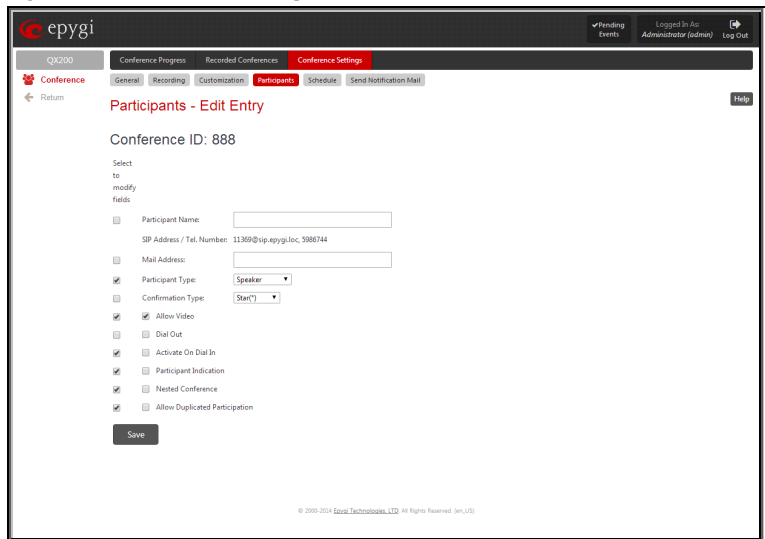 epygi
✔Pending Events
Logged In As:
Administrator (admin)
Log Out
QX200
Conference Progress
Recorded Conferences
Conference Settings
Conference
General
Recording
Customization
Participants
Schedule
Send Notification Mail
Return
Participants - Edit Entry
Help
Conference ID: 888
Select
to
modify
fields
Participant Name:
SIP Address / Tel. Number: 11369@sip.epygi.loc, 5986744
Mail Address:
Participant Type: Speaker
Confirmation Type: Star(*)
Allow Video
Dial Out
Activate On Dial In
Participant Indication
Nested Conference
Allow Duplicated Participation
Save
© 2000-2014 Epygi Technologies, LTD. All Rights Reserved. (en_US)